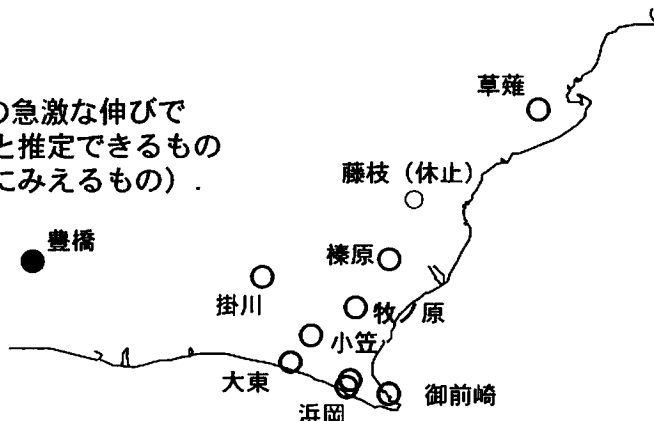 の急激な伸びで
と推定できるもの
にみえるもの）．
草薙
藤枝（休止）
豊橋
榛原
掛川
牧ノ原
小笠
大東
御前崎
浜岡